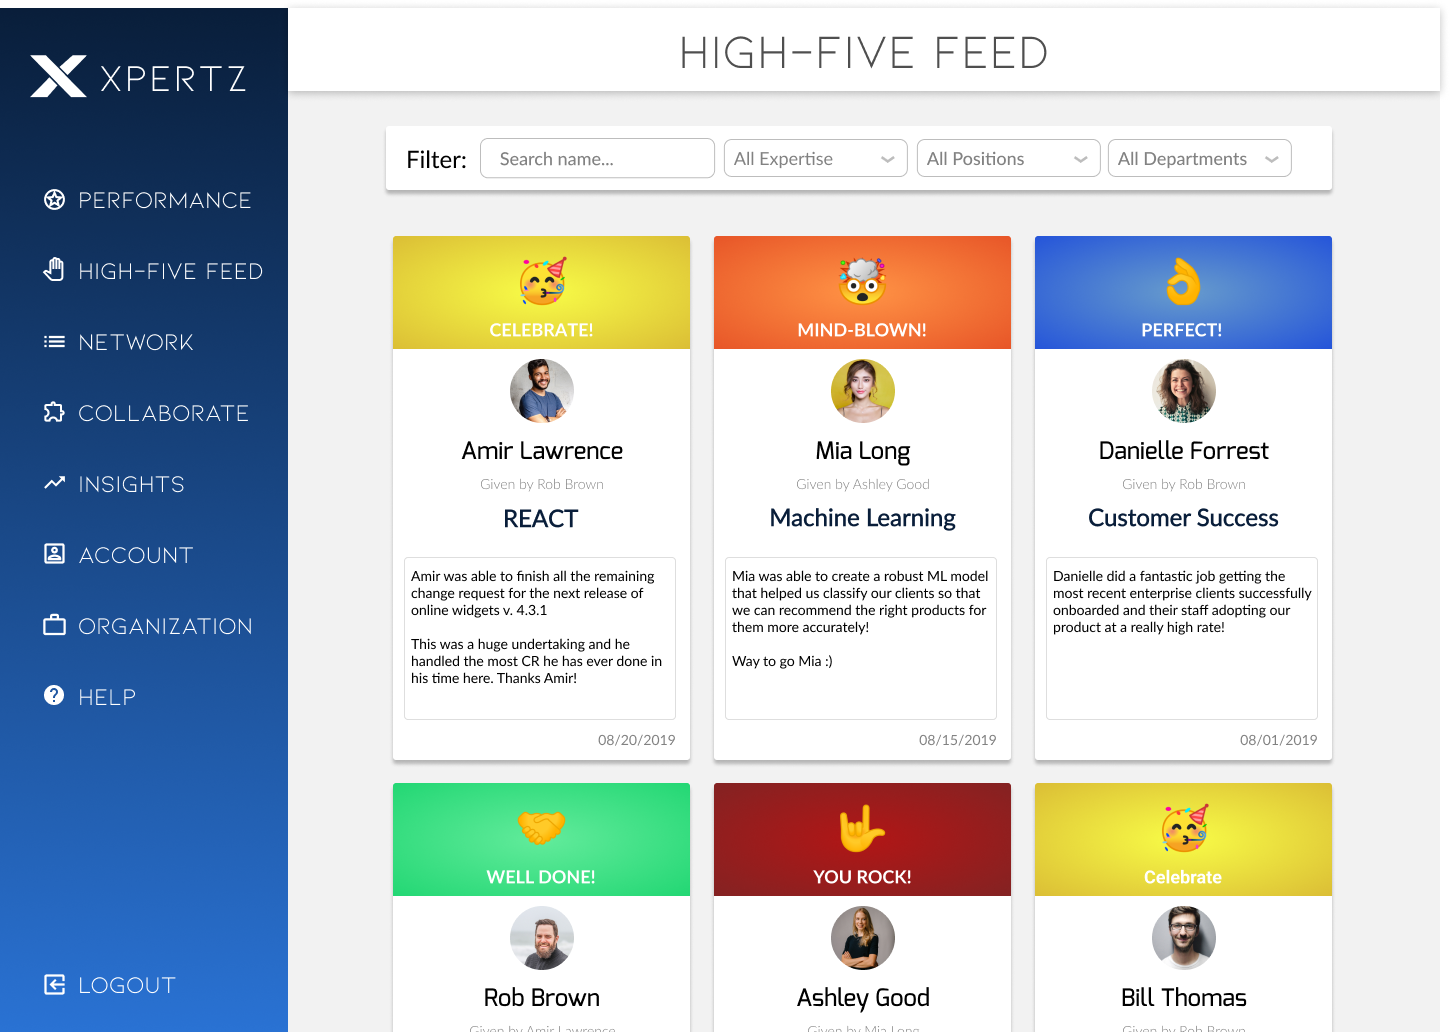 XPERTZ
PERFORMANCE
HIGH-FIVE FEED
NETWORK
COLLABORATE
INSIGHTS
ACCOUNT
ORGANIZATION
HELP
LOGOUT
HIGH-FIVE FEED
Filter:
Search name...
All Expertise
All Positions
All Departments
CELEBRATE!
Amir Lawrence
Given by Rob Brown
REACT
Amir was able to finish all the remaining
change request for the next release of
online widgets v. 4.3.1
This was a huge undertaking and he
handled the most CR he has ever done in
his time here. Thanks Amir!
08/20/2019
MIND-BLOWN!
Mia Long
Given by Ashley Good
Machine Learning
Mia was able to create a robust ML model
that helped us classify our clients so that
we can recommend the right products for
them more accurately!
Way to go Mia :)
08/15/2019
PERFECT!
Danielle Forrest
Given by Rob Brown
Customer Success
Danielle did a fantastic job getting the
most recent enterprise clients successfully
onboarded and their staff adopting our
product at a really high rate!
08/01/2019
WELL DONE!
Rob Brown
Given by Amir Lawrence
YOU ROCK!
Ashley Good
Given by Mia Long
Celebrate
Bill Thomas
Given by Rob Brown